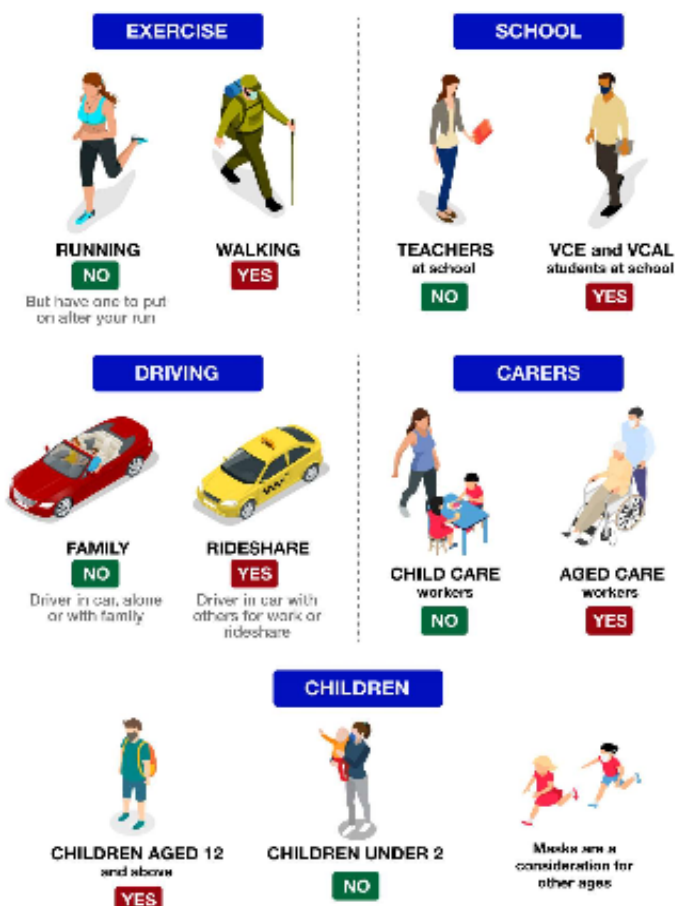 EXERCISE
RUNNING
NO
But have one to put
on after your run
WALKING
YES
SCHOOL
TEACHERS
at school
NO
VCE and VCAL
students at school
YES
DRIVING
FAMILY
NO
Driver in car, alone
or with family
RIDESHARE
YES
Driver in car with
others for work or
rideshare
CARERS
CHILD CARE
workers
NO
AGED CARE
workers
YES
CHILDREN
CHILDREN AGED 12
and above
YES
CHILDREN UNDER 2
NO
Masks are a
consideration for
other ages